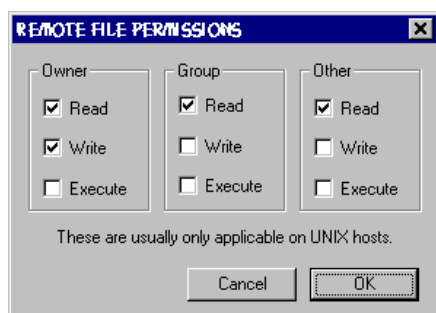 REMOTE FILE PERMISSIONS
Owner Group Other
Read Read Read
Write Write Write
Execute Execute Execute
These are usually only applicable on UNIX hosts.
Cancel OK